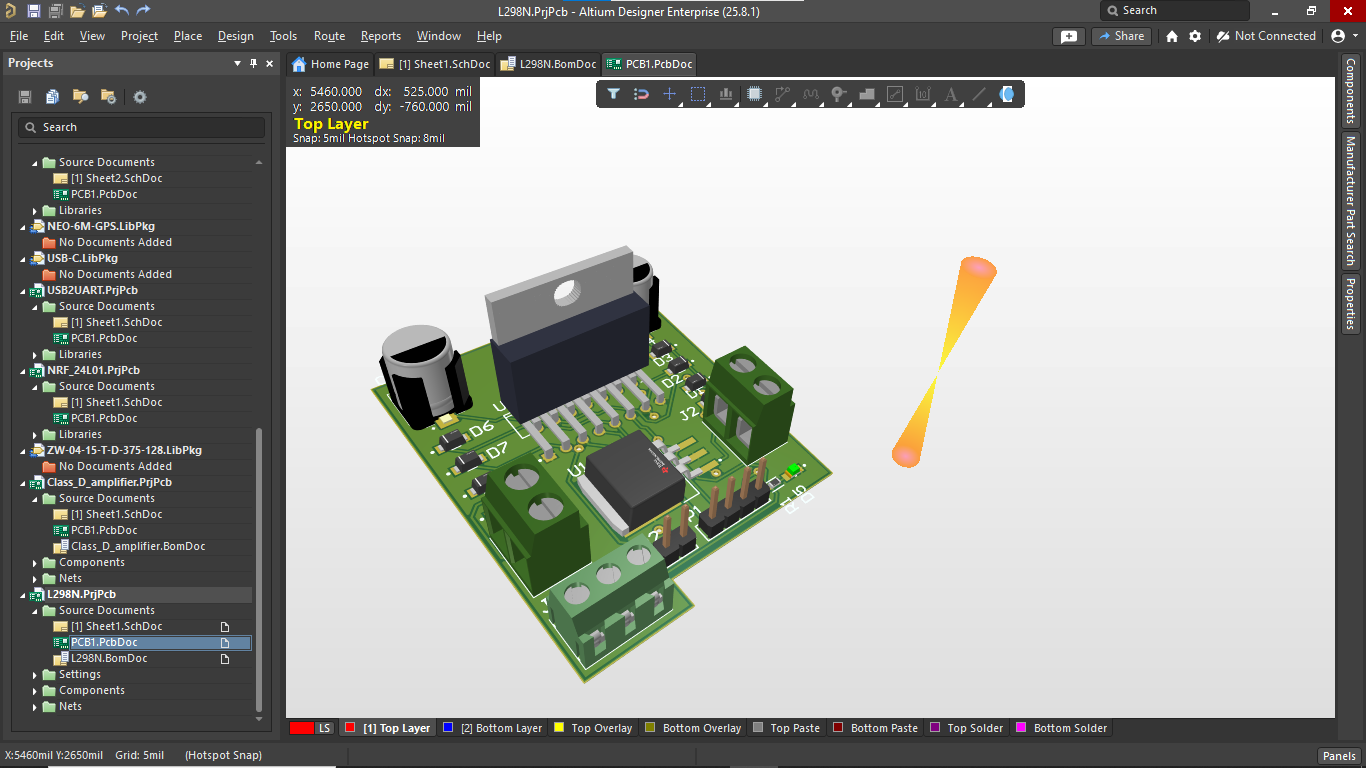 L298N.PrjPcb - Altium Designer Enterprise (25.8.1)
Search
File Edit View Project Place Design Tools Route Reports Window Help
Share
Not Connected
Projects
Home Page
[1] Sheet1.SchDoc
L298N.BomDoc
PCB1.PcbDoc
x: 5460.000 dx: 525.000 mil
y: 2650.000 dy: -760.000 mil
Top Layer
Snap: 5mil Hotspot Snap: 8mil
Search
Source Documents
[1] Sheet2.SchDoc
PCB1.PcbDoc
Libraries
NEO-6M-GPS.LibPkg
No Documents Added
USB-C.LibPkg
No Documents Added
USB2UART.PrjPcb
Source Documents
[1] Sheet1.SchDoc
PCB1.PcbDoc
Libraries
NRF_24L01.PrjPcb
Source Documents
[1] Sheet1.SchDoc
PCB1.PcbDoc
Libraries
ZW-04-15-T-D-375-128.LibPkg
No Documents Added
Class_D_amplifier.PrjPcb
Source Documents
[1] Sheet1.SchDoc
PCB1.PcbDoc
Class_D_amplifier.BomDoc
Components
Nets
L298N.PrjPcb
Source Documents
[1] Sheet1.SchDoc
PCB1.PcbDoc
L298N.BomDoc
Settings
Components
Nets
D3
D2
J2
D6
D7
U1
Components
Manufacturer Part Search
Properties
LS
[1] Top Layer
[2] Bottom Layer
Top Overlay
Bottom Overlay
Top Paste
Bottom Paste
Top Solder
Bottom Solder
X:5460mil Y:2650mil Grid: 5mil (Hotspot Snap)
Panels